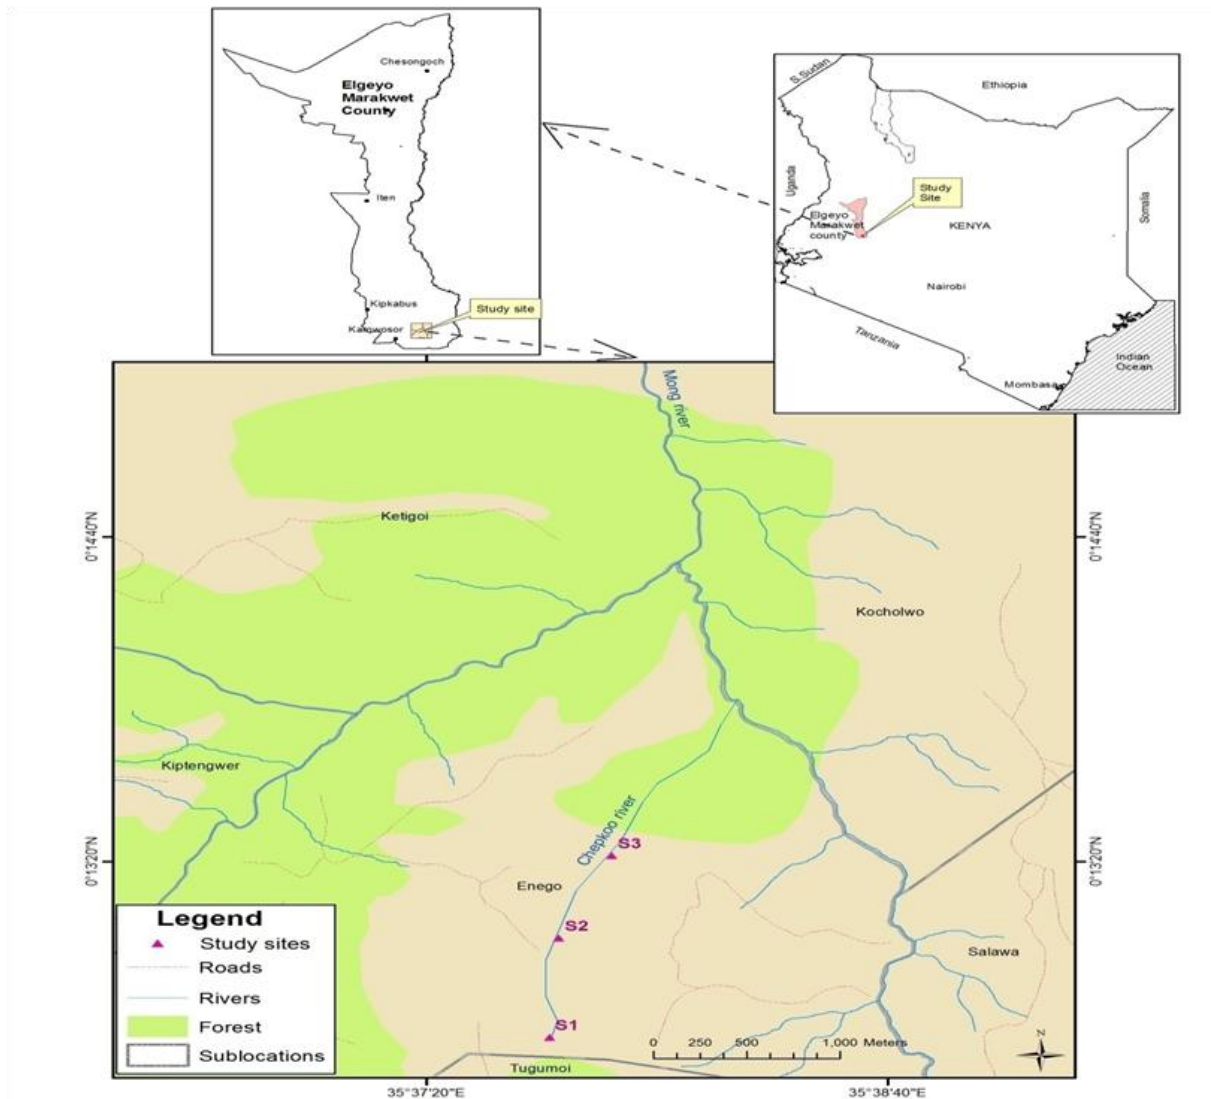 Chesongoch
Elgeyo
Marakwet
County
Iten
Kipkabus
Kamwosor
Study site
S.Sudan
Ethiopia
Uganda
Somalia
Study
Site
Elgeyo
Marakwet
county
KENYA
Nairobi
Tanzania
Mombasa
Indian
Ocean
Mong river
Ketigoi
0°14'40"N
0°14'40"N
Kocholwo
Kiptengwer
Chepkoo river
S3
0°13'20"N
0°13'20"N
Enego
S2
Salawa
S1
Tugumoi
Legend
Study sites
Roads
Rivers
Forest
Sublocations
0 250 500 1,000 Meters
N
35°37'20"E
35°38'40"E